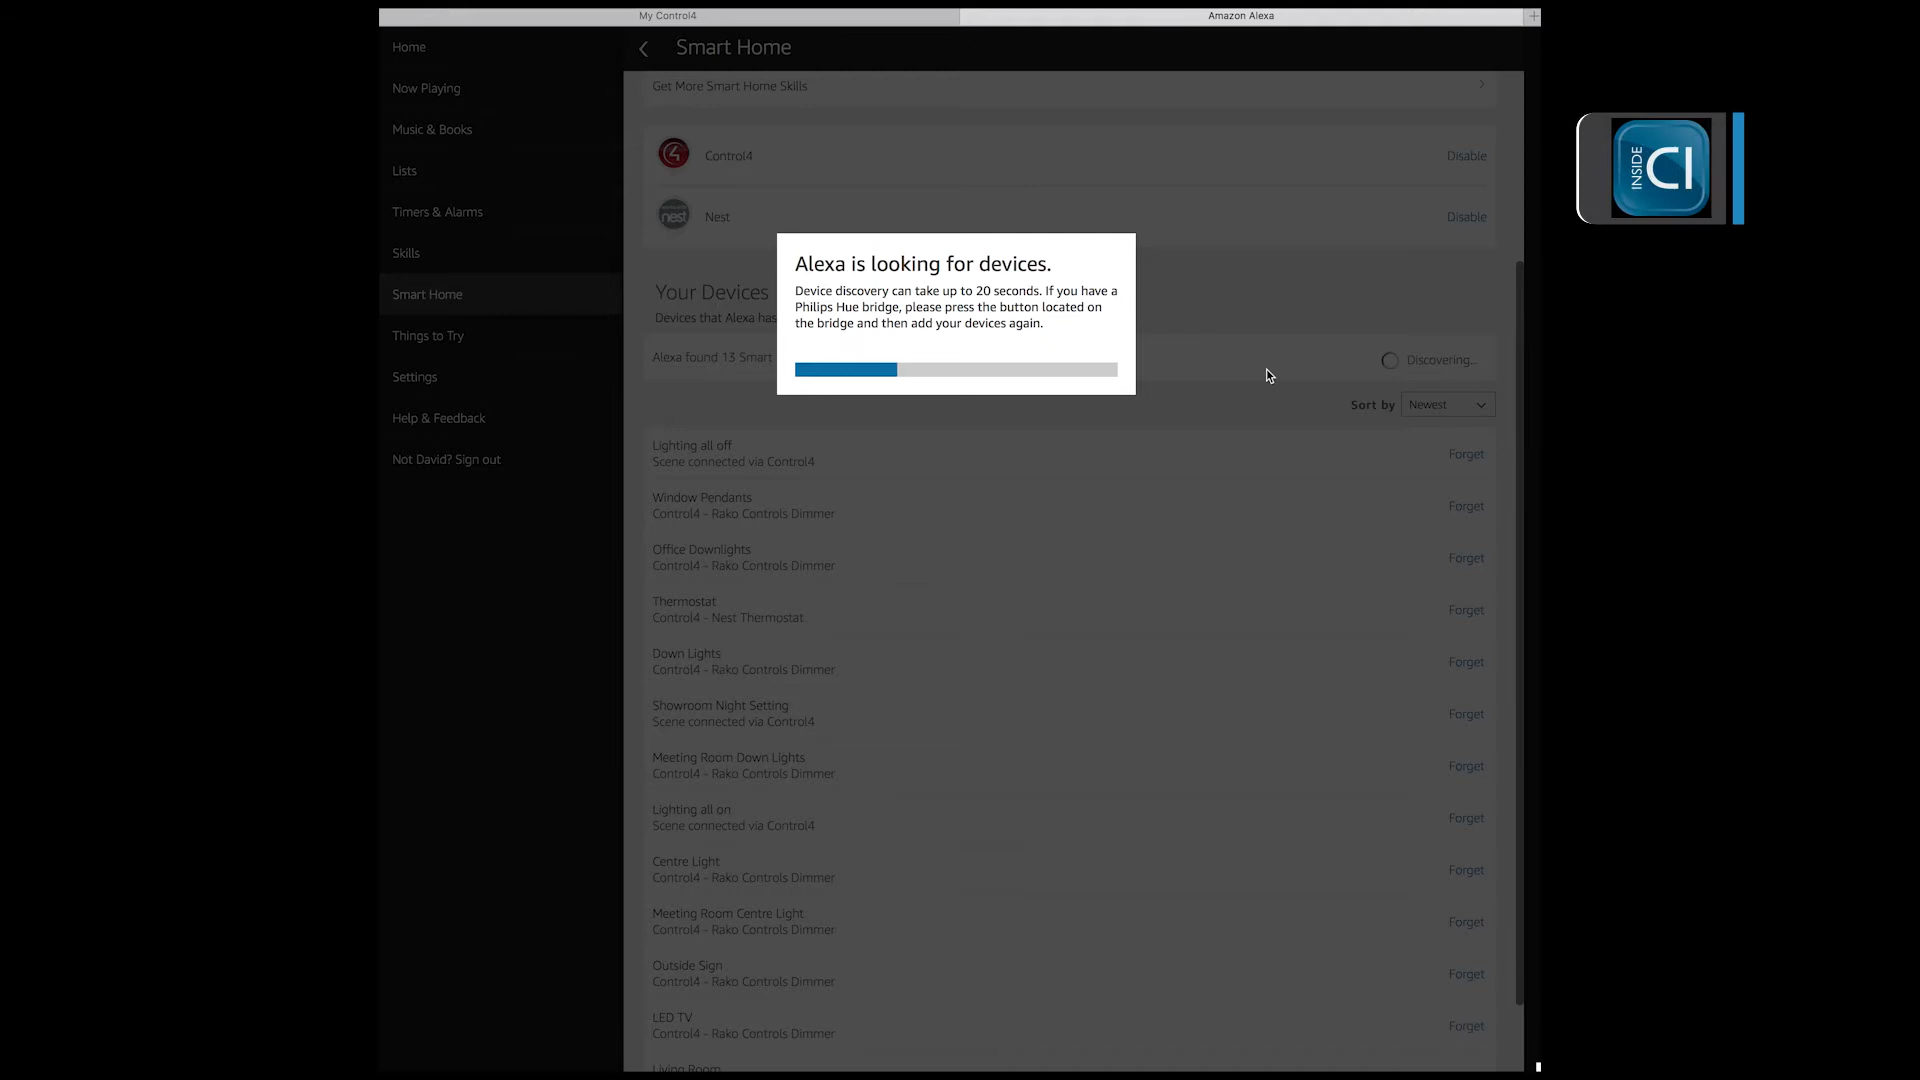 My Control4
Amazon Alexa
Home
Now Playing
Music & Books
Lists
Timers & Alarms
Skills
Smart Home
Things to Try
Settings
Help & Feedback
Not David? Sign out
Smart Home
Get More Smart Home Skills
4
Control4
Disable
nest
Nest
Disable
Your Devices
Devices that Alexa has
Alexa found 13 Smart
Discovering...
Alexa is looking for devices.
Device discovery can take up to 20 seconds. If you have a
Philips Hue bridge, please press the button located on
the bridge and then add your devices again.
Sort by
Newest
Lighting all off
Scene connected via Control4
Forget
Window Pendants
Control4 - Rako Controls Dimmer
Forget
Office Downlights
Control4 - Rako Controls Dimmer
Forget
Thermostat
Control4 - Nest Thermostat
Forget
Down Lights
Control4 - Rako Controls Dimmer
Forget
Showroom Night Setting
Scene connected via Control4
Forget
Meeting Room Down Lights
Control4 - Rako Controls Dimmer
Forget
Lighting all on
Scene connected via Control4
Forget
Centre Light
Control4 - Rako Controls Dimmer
Forget
Meeting Room Centre Light
Control4 - Rako Controls Dimmer
Forget
Outside Sign
Control4 - Rako Controls Dimmer
Forget
LED TV
Control4 - Rako Controls Dimmer
Forget
Living Room
INSIDE
CI